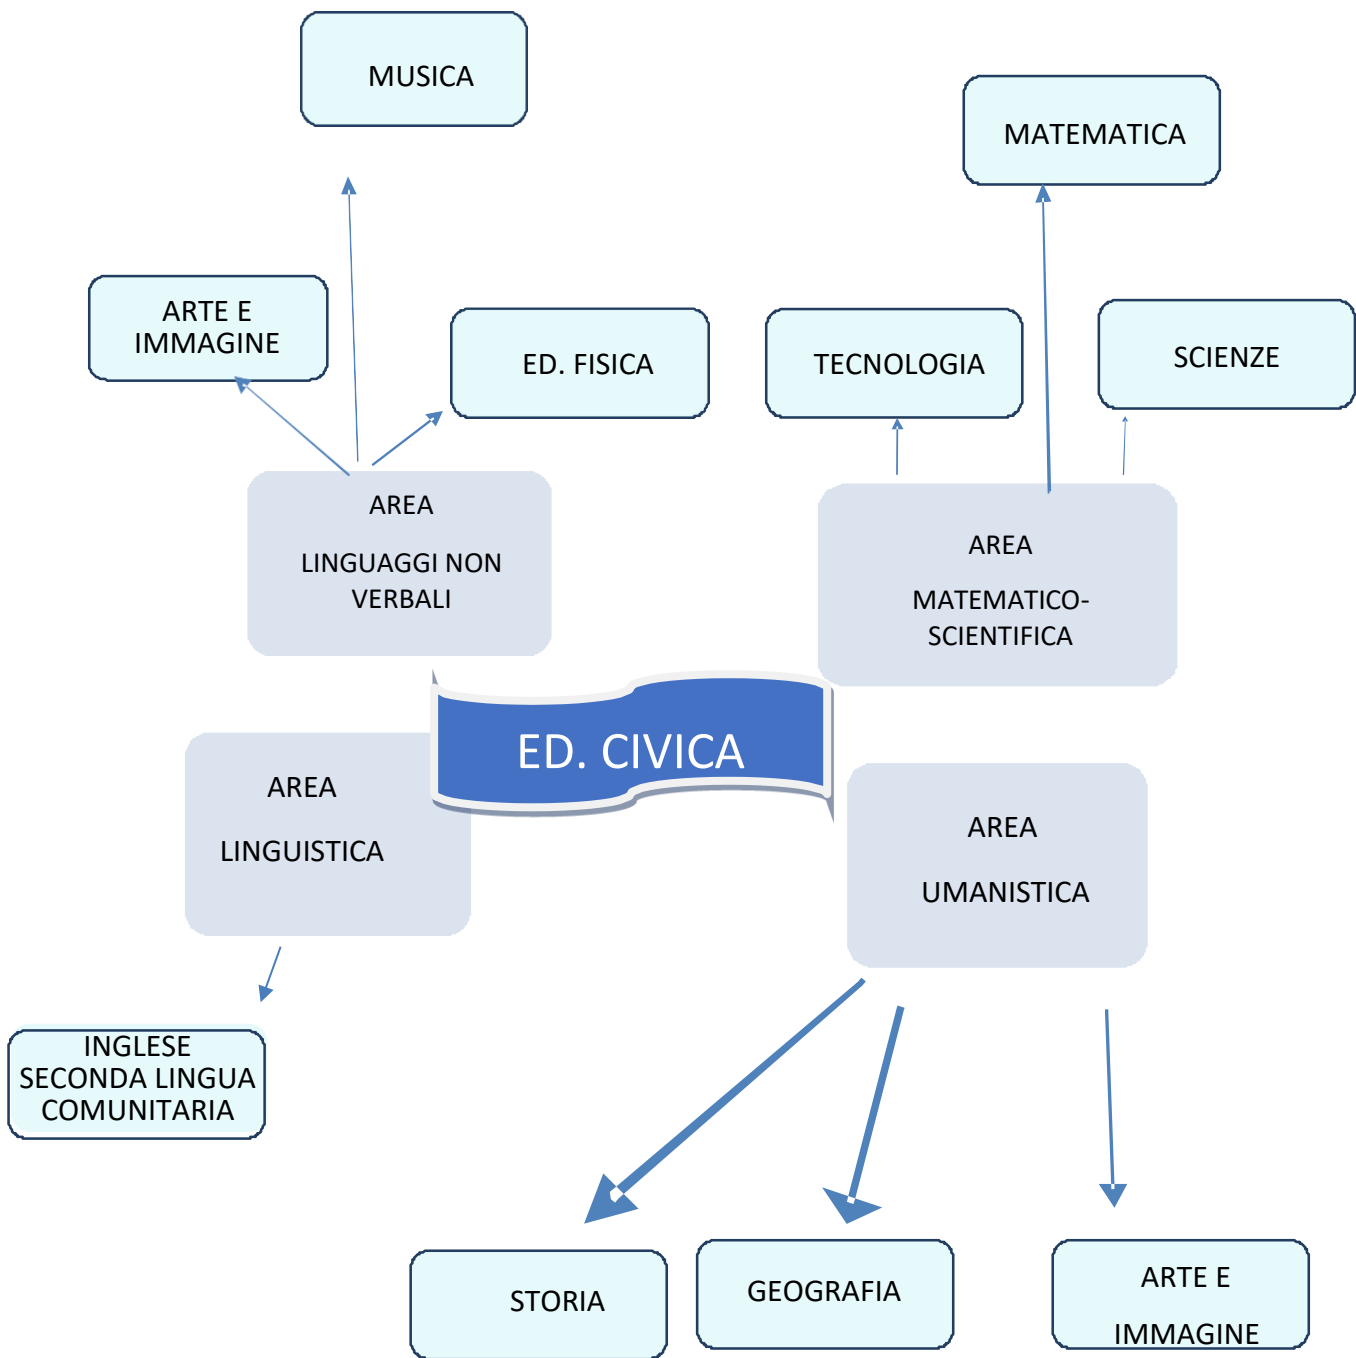 MUSICA
MATEMATICA
ARTE E
IMMAGINE
ED. FISICA
TECNOLOGIA
SCIENZE
AREA
LINGUAGGI NON
VERBALI
AREA
MATEMATICO-
SCIENTIFICA
ED. CIVICA
AREA
LINGUISTICA
AREA
UMANISTICA
INGLESE
SECONDA LINGUA
COMUNITARIA
STORIA
GEOGRAFIA
ARTE E
IMMAGINE